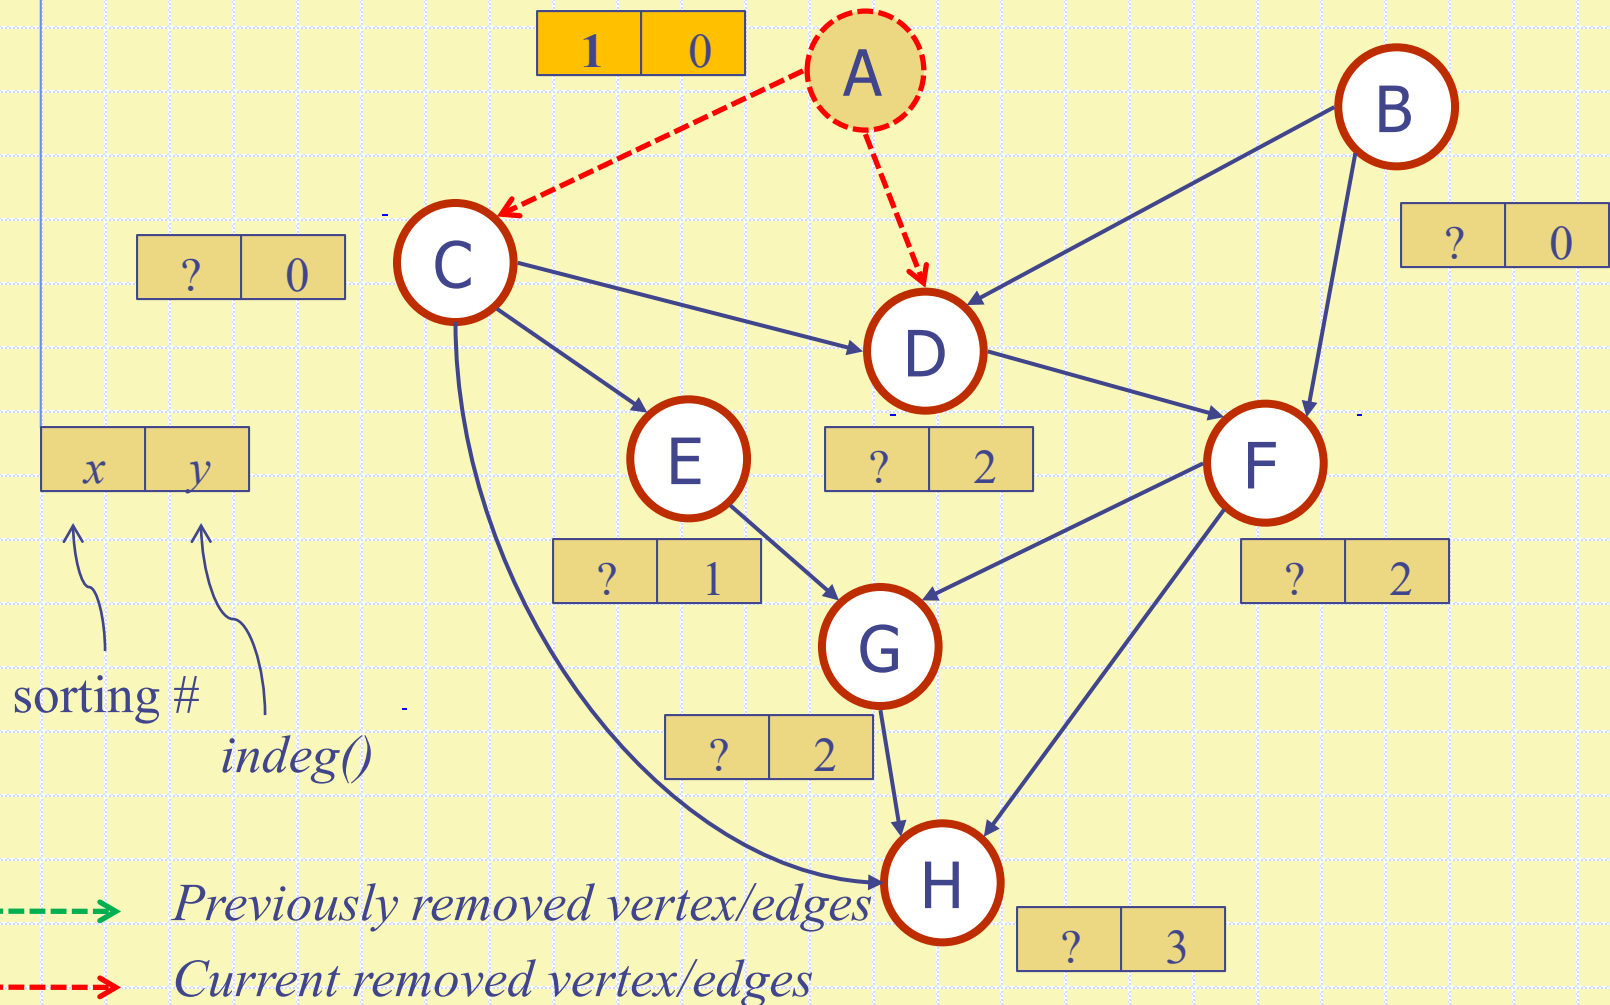 1 0
A
B
? 0
C
? 0
D
E
F
x y
? 2
? 1
? 2
G
sorting #
indeg()
? 2
H
Previously removed vertex/edges
? 3
Current removed vertex/edges